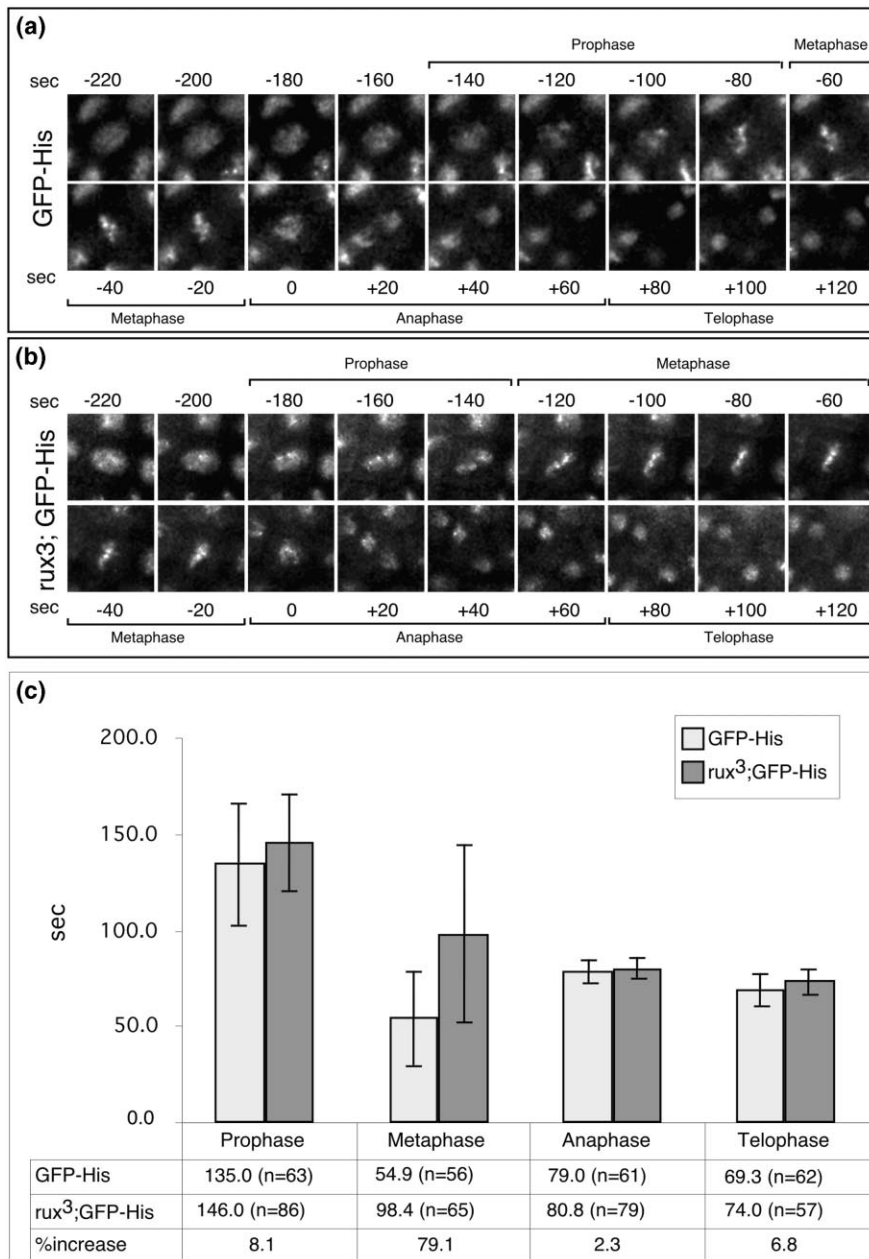 (a)
Prophase Metaphase
sec -220 -200 -180 -160 -140 -120 -100 -80 -60
GFP-His
sec -40 -20 0 +20 +40 +60 +80 +100 +120
Metaphase Anaphase Telophase
(b)
Prophase Metaphase
sec -220 -200 -180 -160 -140 -120 -100 -80 -60
rux3; GFP-His
sec -40 -20 0 +20 +40 +60 +80 +100 +120
Metaphase Anaphase Telophase
(c)
GFP-His
rux³;GFP-His
200.0
150.0
100.0
50.0
0.0
sec
Prophase Metaphase Anaphase Telophase
GFP-His 135.0 (n=63) 54.9 (n=56) 79.0 (n=61) 69.3 (n=62)
rux³;GFP-His 146.0 (n=86) 98.4 (n=65) 80.8 (n=79) 74.0 (n=57)
%increase 8.1 79.1 2.3 6.8